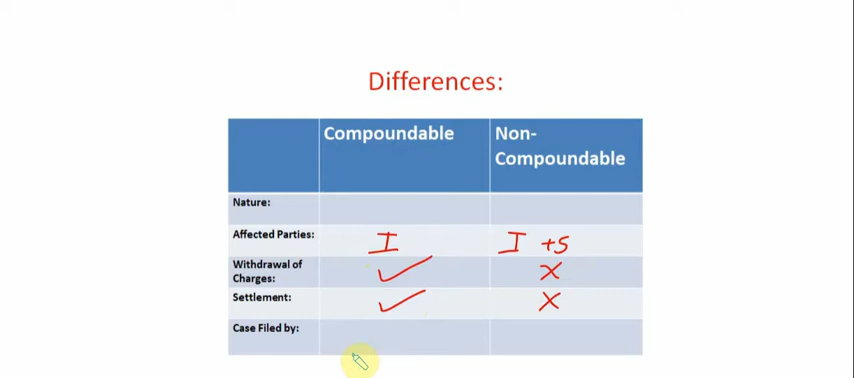 Differences:
Compoundable Non-
Compoundable
Nature:
Affected Parties: I I +S
Withdrawal of
Charges: ✓ X
Settlement: ✓ X
Case Filed by: